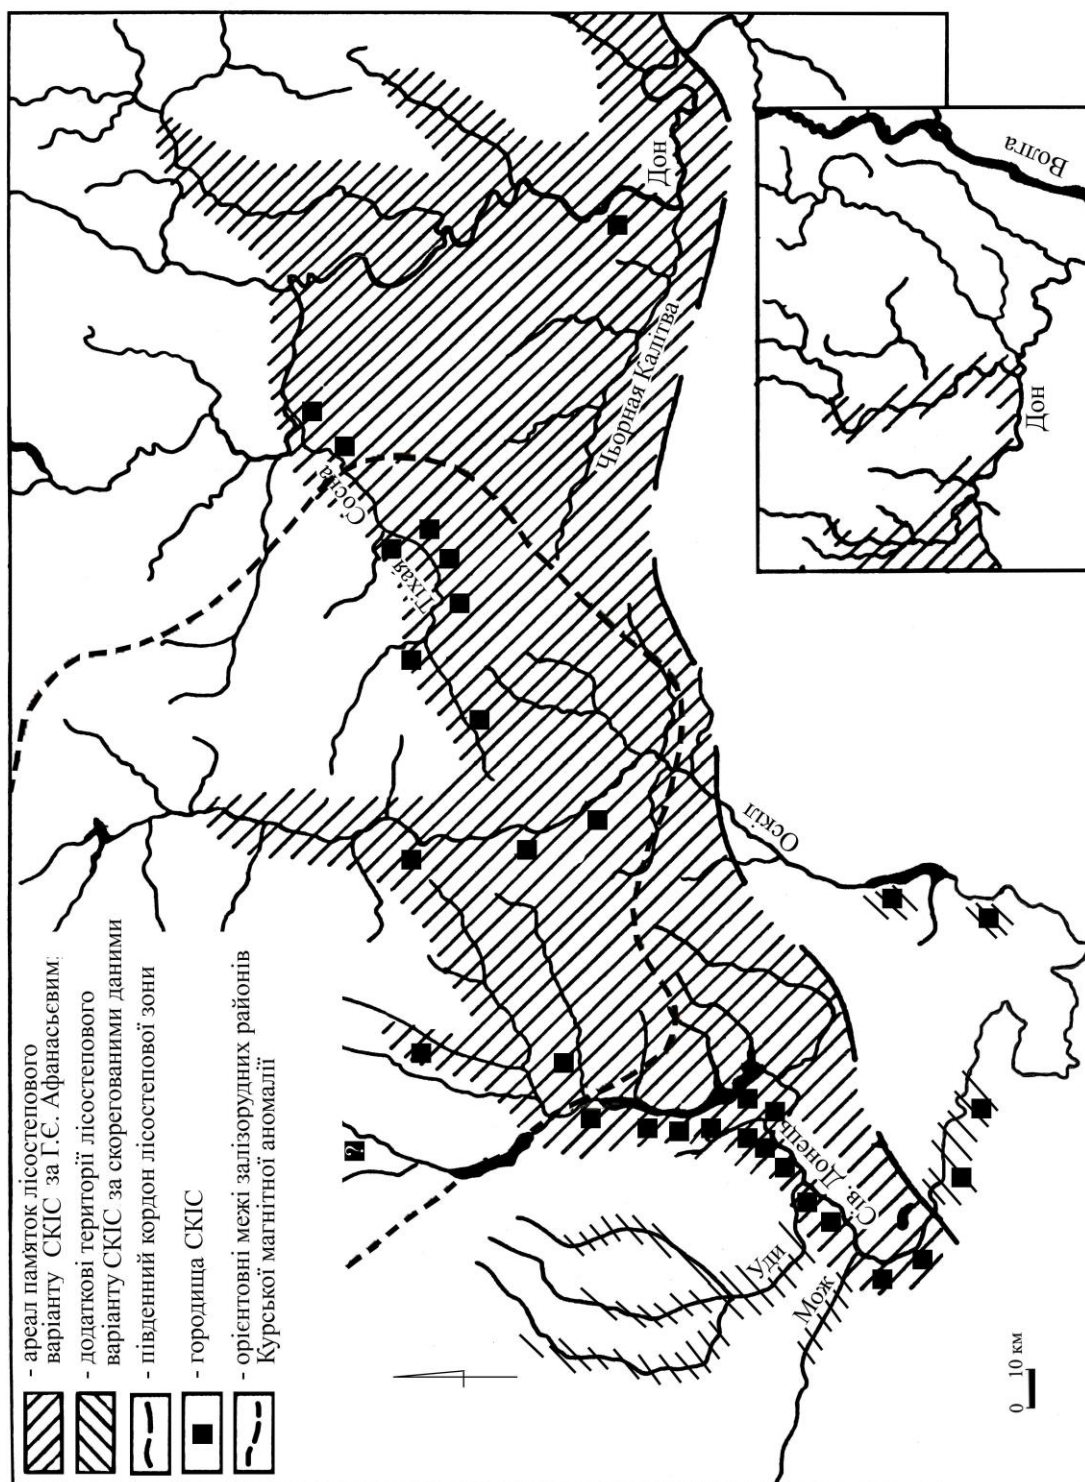 - ареал пам'яток лісостепового
варіанту СКІС за Г.Є. Афанасьєвим:
- додаткові території лісостепового
варіанту СКІС за скорегованими даними
- південний кордон лісостепової зони
- городища СКІС
- орієнтовні межі залізорудних районів
Курської магнітної аномалії
?
Уди
Мож
Сів. Донець
Оскіл
Тіхая
Сосна
Чьорная Калітва
Дон
Волга
Дон
0 10 км